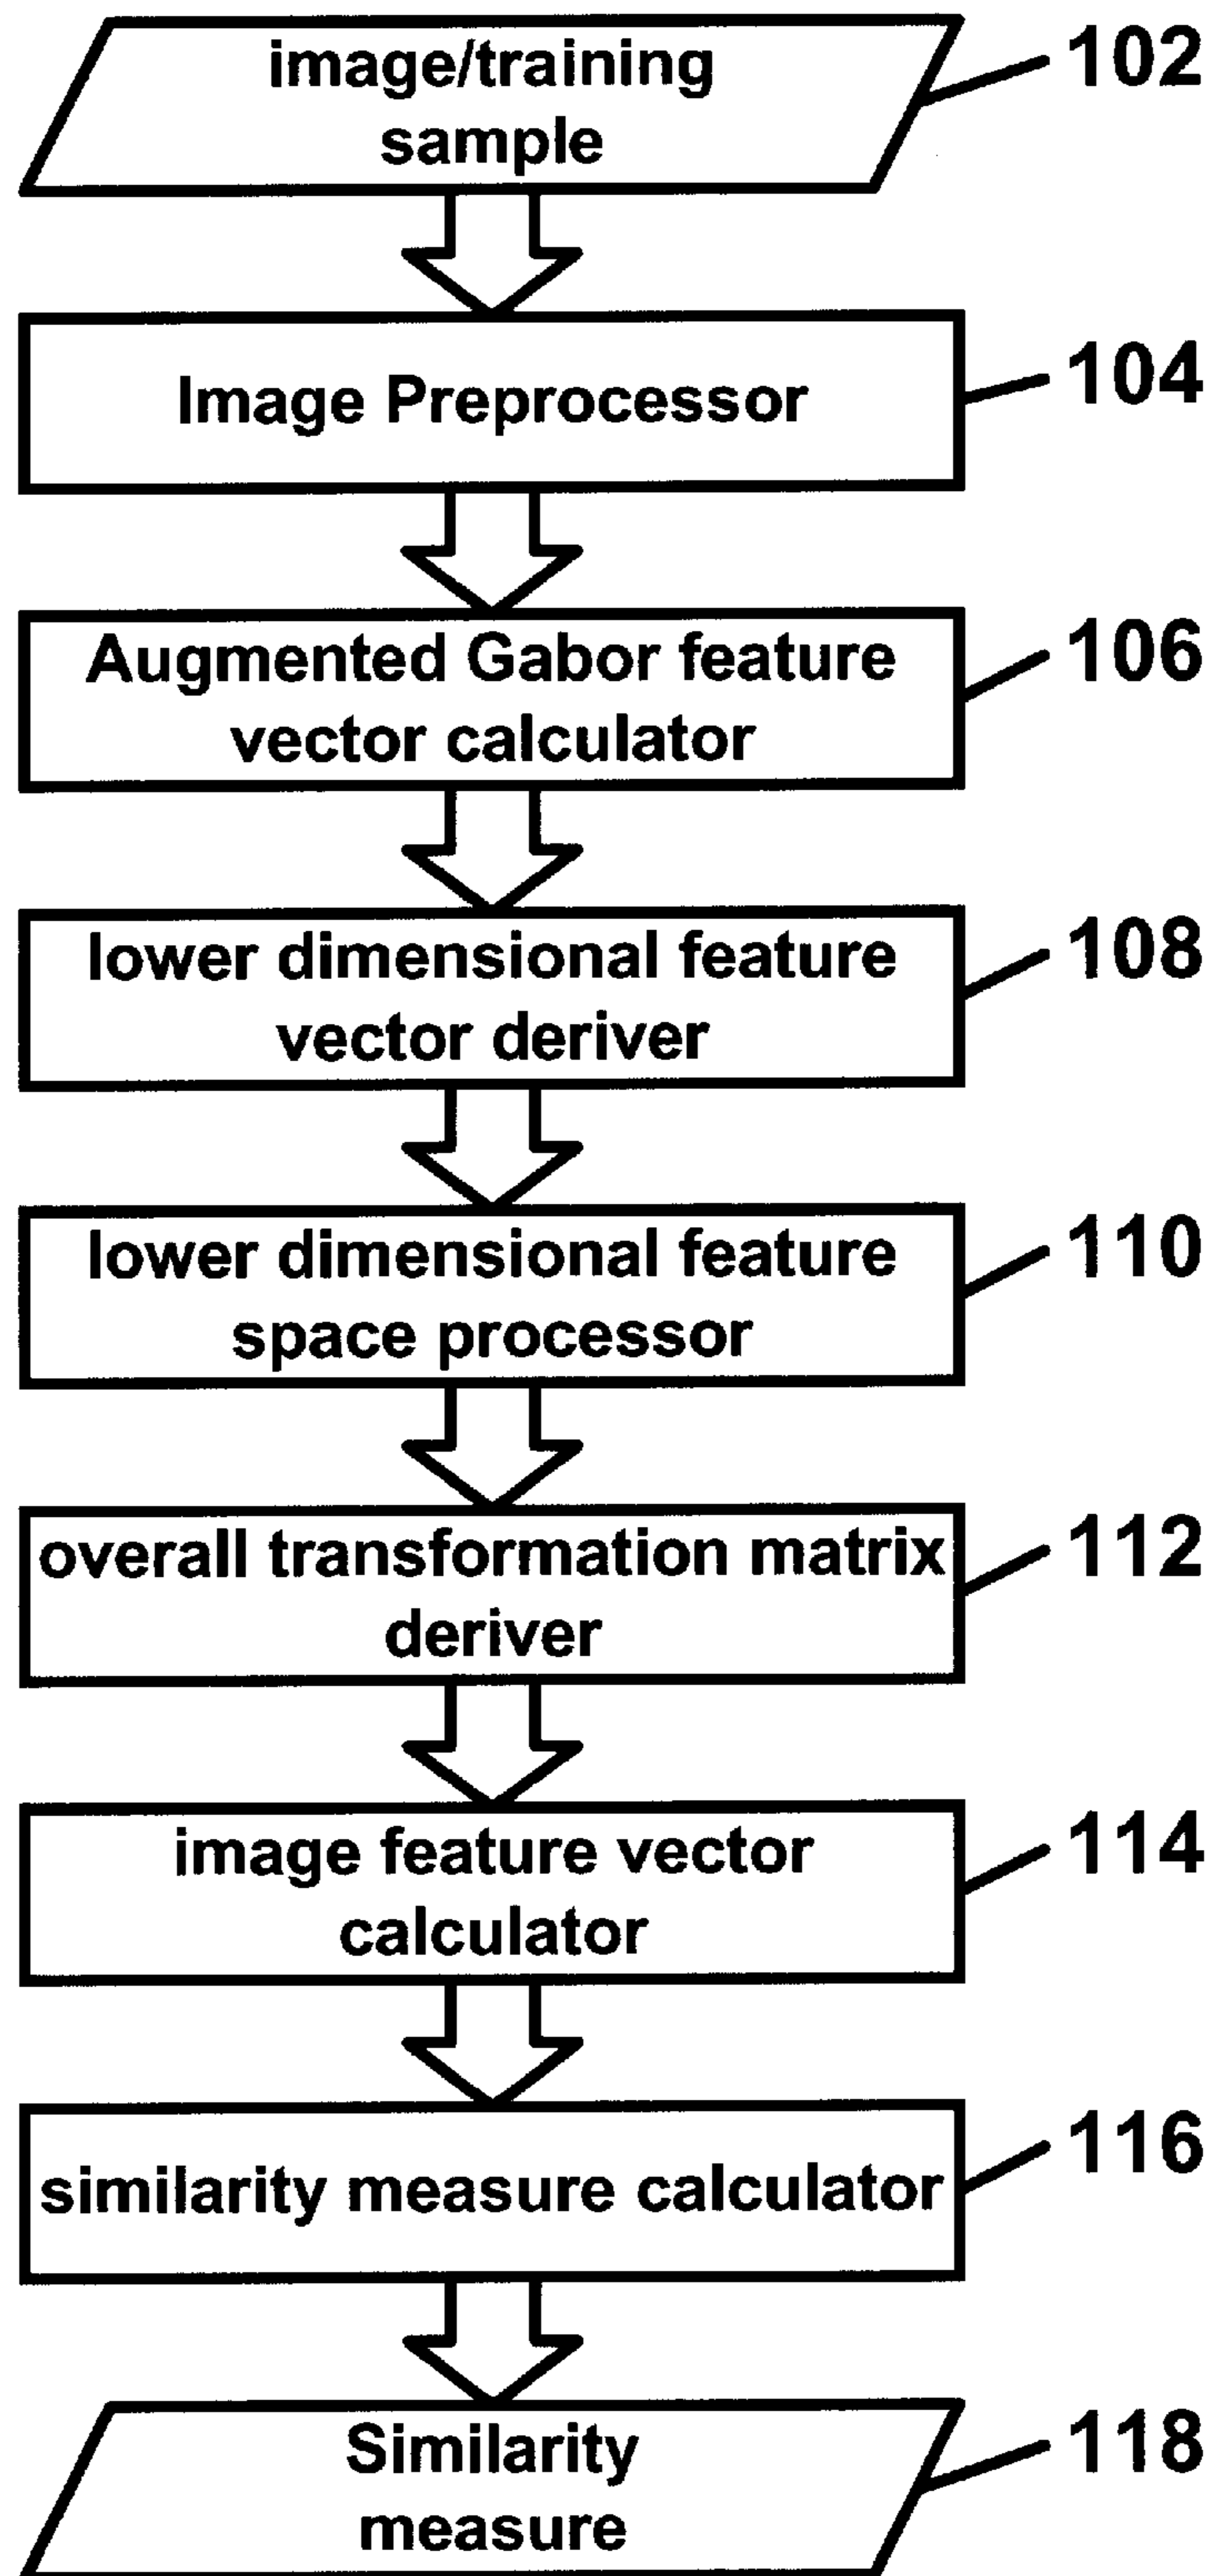 image/training
sample
102
Image Preprocessor
104
Augmented Gabor feature
vector calculator
106
lower dimensional feature
vector deriver
108
lower dimensional feature
space processor
110
overall transformation matrix
deriver
112
image feature vector
calculator
114
similarity measure calculator
116
Similarity
measure
118